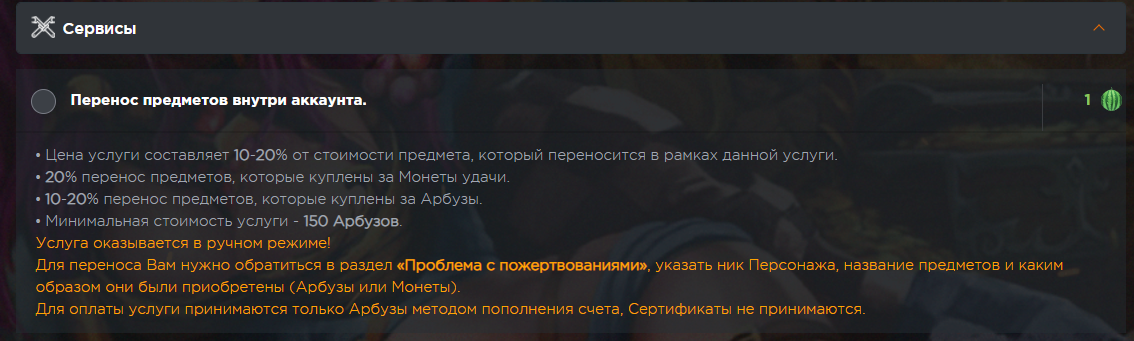 Сервисы
Перенос предметов внутри аккаунта.
1
• Цена услуги составляет 10-20% от стоимости предмета, который переносится в рамках данной услуги.
• 20% перенос предметов, которые куплены за Монеты удачи.
• 10-20% перенос предметов, которые куплены за Арбузы.
• Минимальная стоимость услуги - 150 Арбузов.
Услуга оказывается в ручном режиме!
Для переноса Вам нужно обратиться в раздел «Проблема с пожертвованиями», указать ник Персонажа, название предметов и каким
образом они были приобретены (Арбузы или Монеты).
Для оплаты услуги принимаются только Арбузы методом пополнения счета, Сертификаты не принимаются.